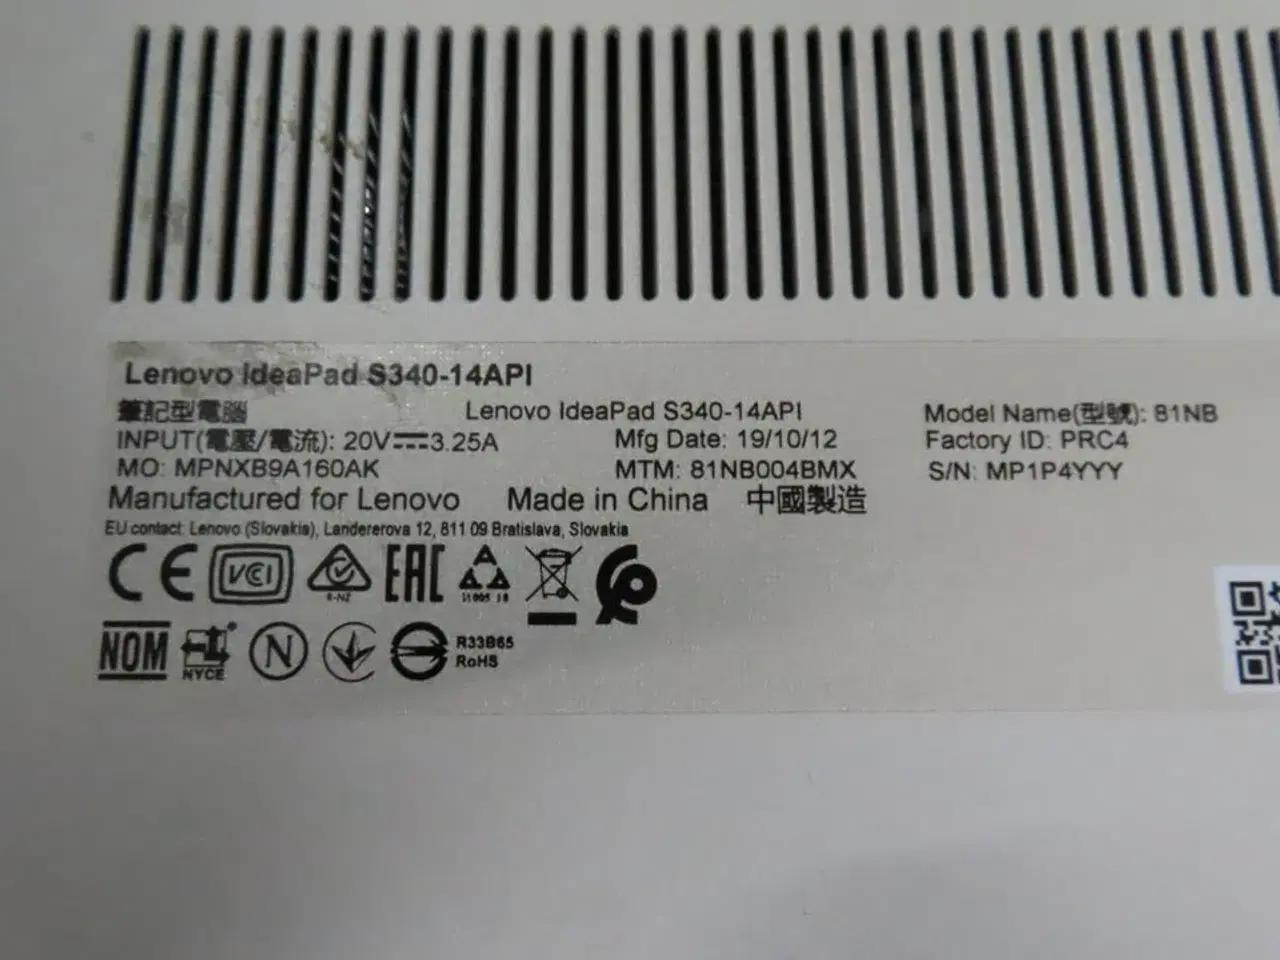 Lenovo IdeaPad S340-14API
筆記型電腦 Lenovo IdeaPad S340-14API Model Name(型號): 81NB
INPUT(電壓/電流): 20V⎓3.25A Mfg Date: 19/10/12 Factory ID: PRC4
MO: MPNXB9A160AK MTM: 81NB004BMX S/N: MP1P4YYY
Manufactured for Lenovo Made in China 中國製造
EU contact: Lenovo (Slovakia), Landererova 12, 811 09 Bratislava, Slovakia
CE VCI R-NZ EAC
NOM NYCE N R33B65
RoHS